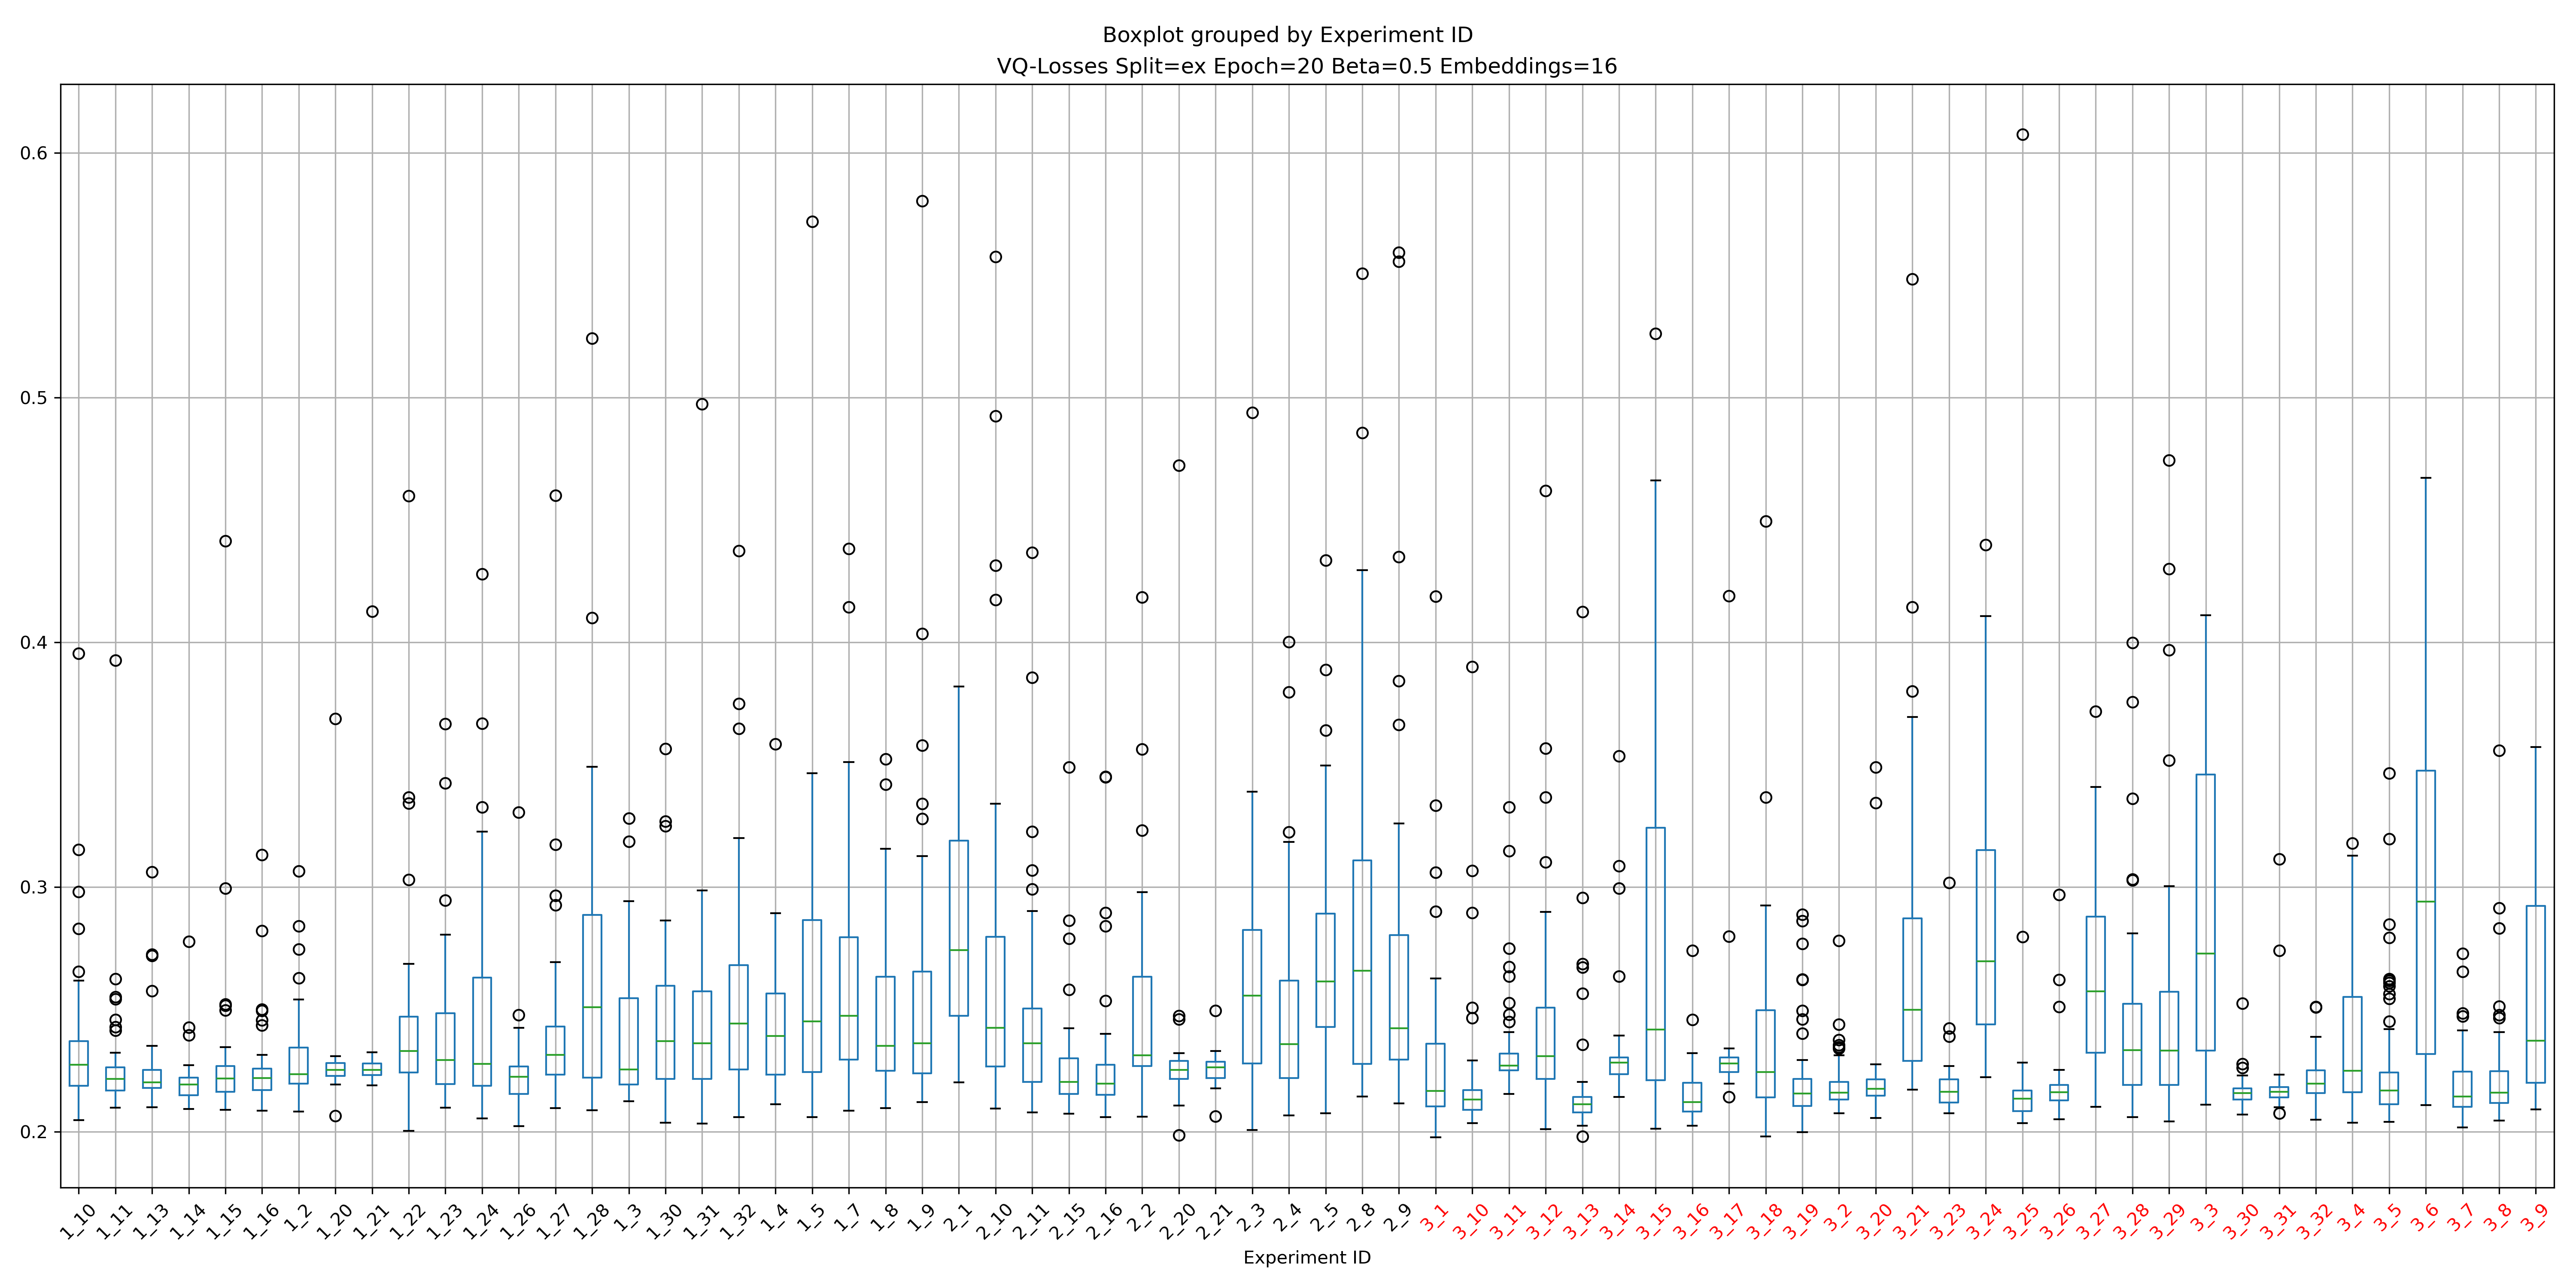 Boxplot grouped by Experiment ID
VQ-Losses Split=ex Epoch=20 Beta=0.5 Embeddings=16
0.6
0.5
0.4
0.3
0.2
1_10 1_11 1_13 1_14 1_15 1_16 1_2 1_20 1_21 1_22 1_23 1_24 1_26 1_27 1_28 1_3 1_30 1_31 1_32 1_4 1_5 1_7 1_8 1_9 2_1 2_10 2_11 2_15 2_16 2_2 2_20 2_21 2_3 2_4 2_5 2_8 2_9 3_1 3_10 3_11 3_12 3_13 3_14 3_15 3_16 3_17 3_18 3_19 3_2 3_20 3_21 3_23 3_24 3_25 3_26 3_27 3_28 3_29 3_3 3_30 3_31 3_32 3_4 3_5 3_6 3_7 3_8 3_9
Experiment ID